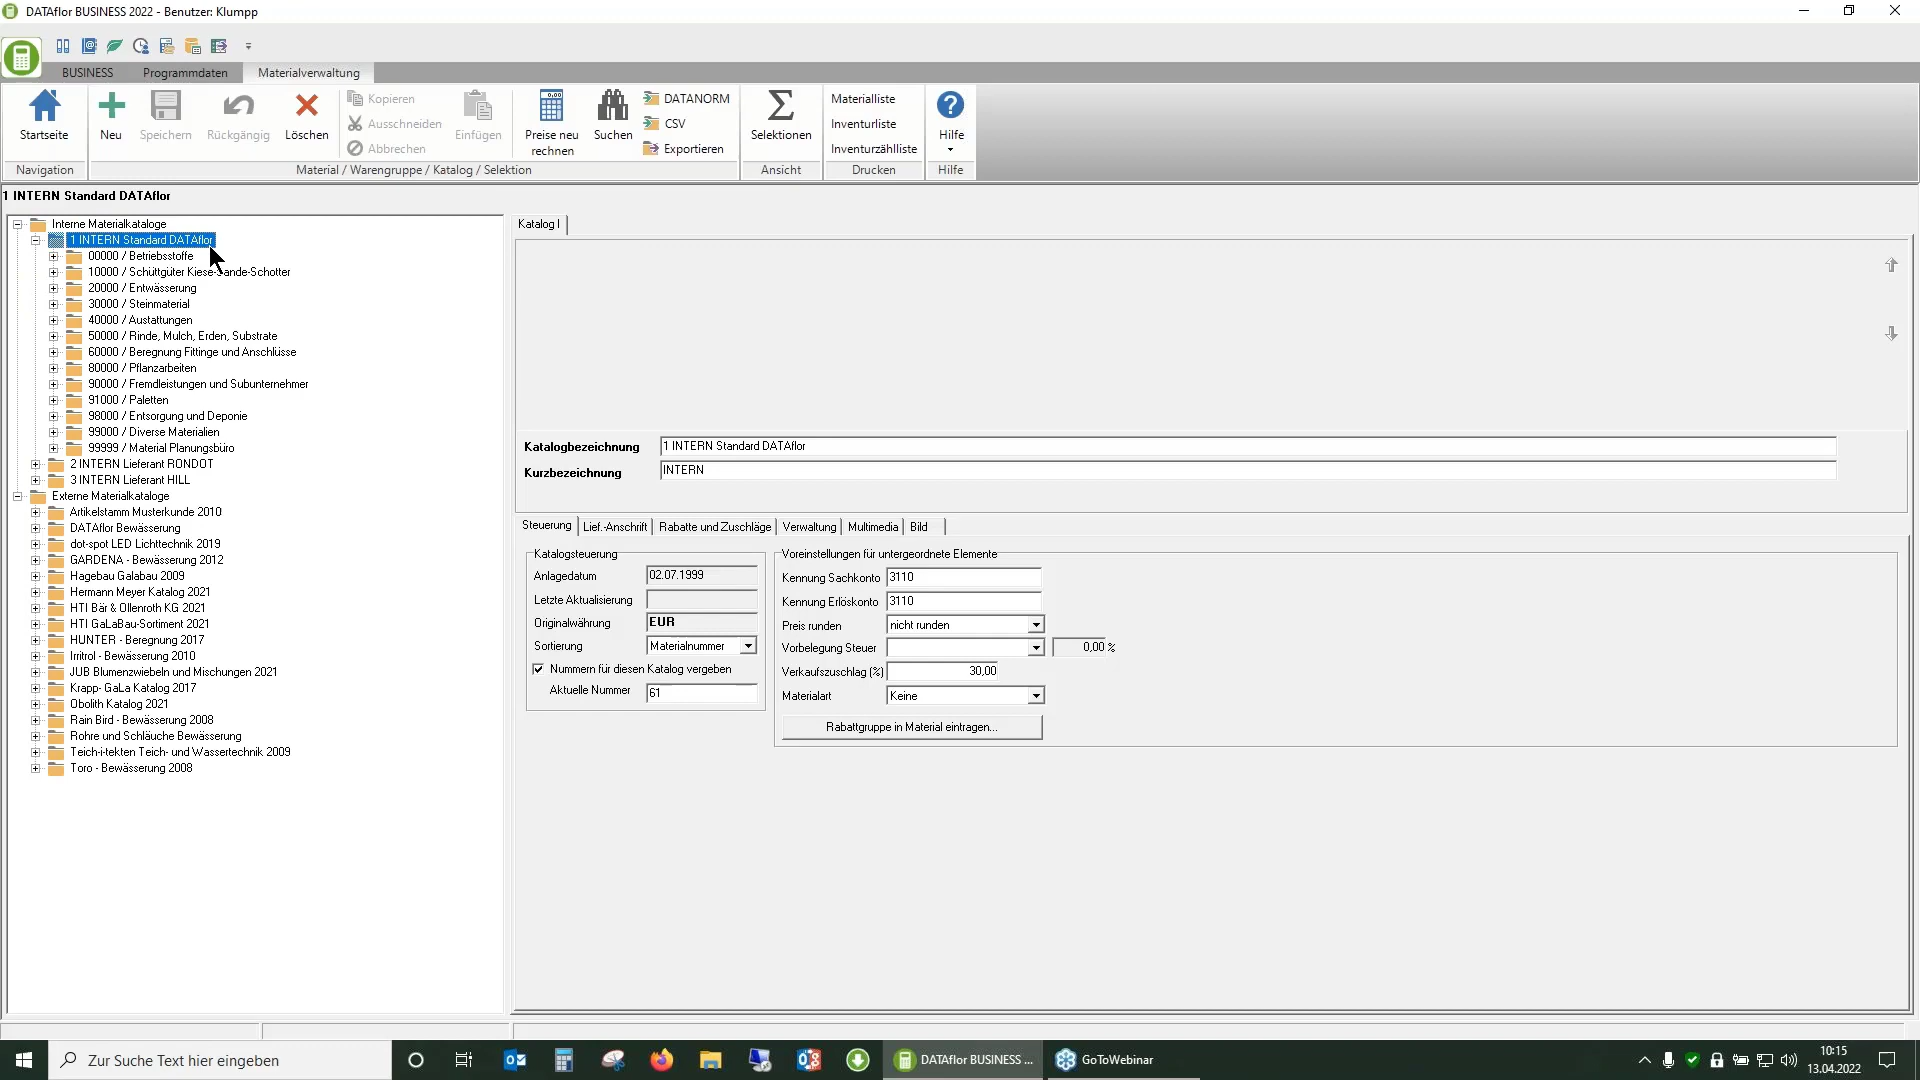 DATAflor BUSINESS 2022 - Benutzer: Klumpp
BUSINESS
Programmdaten
Materialverwaltung
Startseite
Neu
Speichern
Rückgängig
Löschen
Kopieren
Ausschneiden
Abbrechen
Einfügen
Preise neu
rechnen
Suchen
DATANORM
CSV
Exportieren
Selektionen
Materialliste
Inventurliste
Inventurzählliste
Hilfe
Navigation
Material / Warengruppe / Katalog / Selektion
Ansicht
Drucken
Hilfe
1 INTERN Standard DATAflor
Interne Materialkataloge
1 INTERN Standard DATAflor
00000 / Betriebsstoffe
10000 / Schüttgüter Kiese-Sande-Schotter
20000 / Entwässerung
30000 / Steinmaterial
40000 / Austattungen
50000 / Rinde, Mulch, Erden, Substrate
60000 / Beregnung Fittinge und Anschlüsse
80000 / Pflanzarbeiten
90000 / Fremdleistungen und Subunternehmer
91000 / Paletten
98000 / Entsorgung und Deponie
99000 / Diverse Materialien
99999 / Material Planungsbüro
2 INTERN Lieferant RONDOT
3 INTERN Lieferant HILL
Externe Materialkataloge
Artikelstamm Musterkunde 2010
DATAflor Bewässerung
dot-spot LED Lichttechnik 2019
GARDENA - Bewässerung 2012
Hagebau Galabau 2009
Hermann Meyer Katalog 2021
HTI Bär & Ollenroth KG 2021
HTI GaLaBau-Sortiment 2021
HUNTER - Beregnung 2017
Irritrol - Bewässerung 2010
JUB Blumenzwiebeln und Mischungen 2021
Krapp- GaLa Katalog 2017
Obolith Katalog 2021
Rain Bird - Bewässerung 2008
Rohre und Schläuche Bewässerung
Teich-i-tekten Teich- und Wassertechnik 2009
Toro - Bewässerung 2008
Katalog I
Katalogbezeichnung 1 INTERN Standard DATAflor
Kurzbezeichnung INTERN
Steuerung Lief.-Anschrift Rabatte und Zuschläge Verwaltung Multimedia Bild
Katalogsteuerung
Anlagedatum 02.07.1999
Letzte Aktualisierung
Originalwährung EUR
Sortierung Materialnummer
Nummern für diesen Katalog vergeben
Aktuelle Nummer 61
Voreinstellungen für untergeordnete Elemente
Kennung Sachkonto 3110
Kennung Erlöskonto 3110
Preis runden nicht runden
Vorbelegung Steuer 0,00 %
Verkaufszuschlag (%) 30,00
Materialart Keine
Rabattgruppe in Material eintragen...
Zur Suche Text hier eingeben
DATAflor BUSINESS ...
GoToWebinar
10:15
13.04.2022